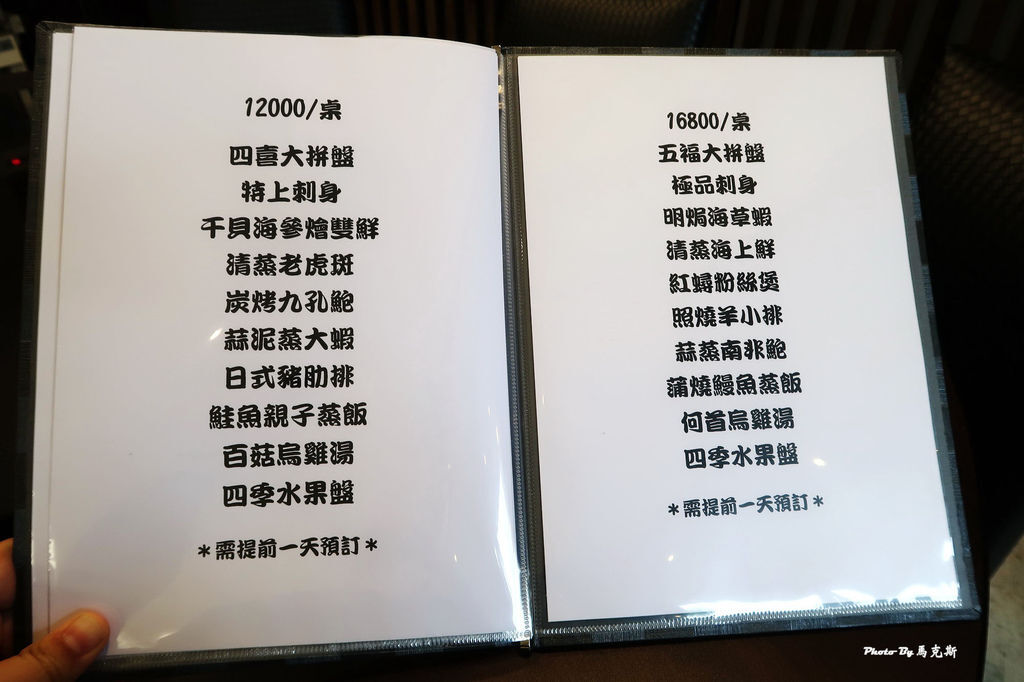 12000/桌
四喜大拼盤
特上刺身
干貝海參燴雙鮮
清蒸老虎斑
炭烤九孔鮑
蒜泥蒸大蝦
日式豬肋排
鮭魚親子蒸飯
百菇烏雞湯
四季水果盤
＊需提前一天預訂＊
16800/桌
五福大拼盤
極品刺身
明焗海草蝦
清蒸海上鮮
紅蟳粉絲煲
照燒羊小排
蒜蒸南非鮑
蒲燒鰻魚蒸飯
何首烏雞湯
四季水果盤
＊需提前一天預訂＊
Photo By 馬克斯